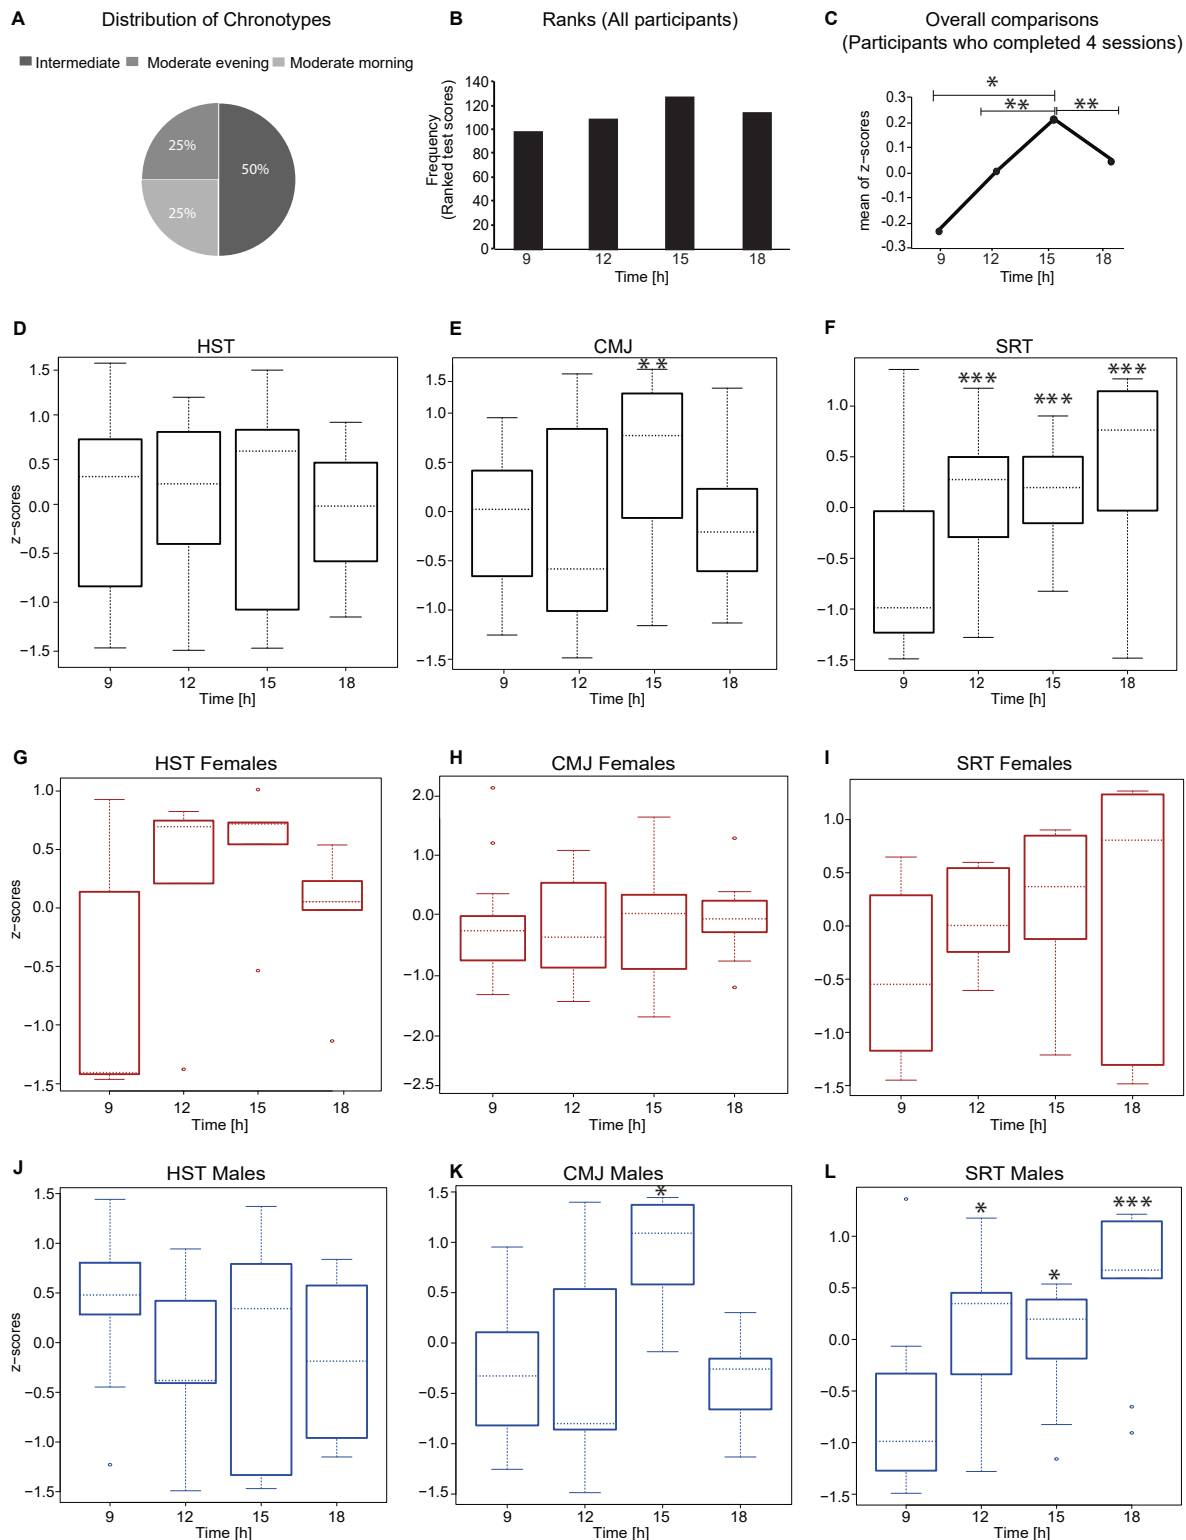 A Distribution of Chronotypes
Intermediate Moderate evening Moderate morning
25% 50%
25%
B Ranks (All participants)
Frequency
(Ranked test scores)
140
120
100
80
60
40
20
0
9 12 15 18
Time [h]
C Overall comparisons
(Participants who completed 4 sessions)
* ** **
mean of z-scores
0.3
0.2
0.1
0.0
-0.1
-0.2
-0.3
9 12 15 18
Time [h]
D HST
z−scores
1.5
1.0
0.5
0.0
−0.5
−1.0
−1.5
9 12 15 18
Time [h]
E CMJ
**
1.5
1.0
0.5
0.0
−0.5
−1.0
−1.5
9 12 15 18
Time [h]
F SRT
*** *** ***
1.0
0.5
0.0
−0.5
−1.0
−1.5
9 12 15 18
Time [h]
G HST Females
z−scores
1.0
0.5
0.0
−0.5
−1.0
−1.5
9 12 15 18
Time [h]
H CMJ Females
2.0
1.0
0.0
−1.0
−2.0
−2.5
9 12 15 18
Time [h]
I SRT Females
1.0
0.5
0.0
−0.5
−1.0
−1.5
9 12 15 18
Time [h]
J HST Males
z−scores
1.5
1.0
0.5
0.0
−0.5
−1.0
−1.5
9 12 15 18
Time [h]
K CMJ Males
*
1.5
1.0
0.5
0.0
−0.5
−1.0
−1.5
9 12 15 18
Time [h]
L SRT Males
* * ***
1.0
0.5
0.0
−0.5
−1.0
−1.5
9 12 15 18
Time [h]